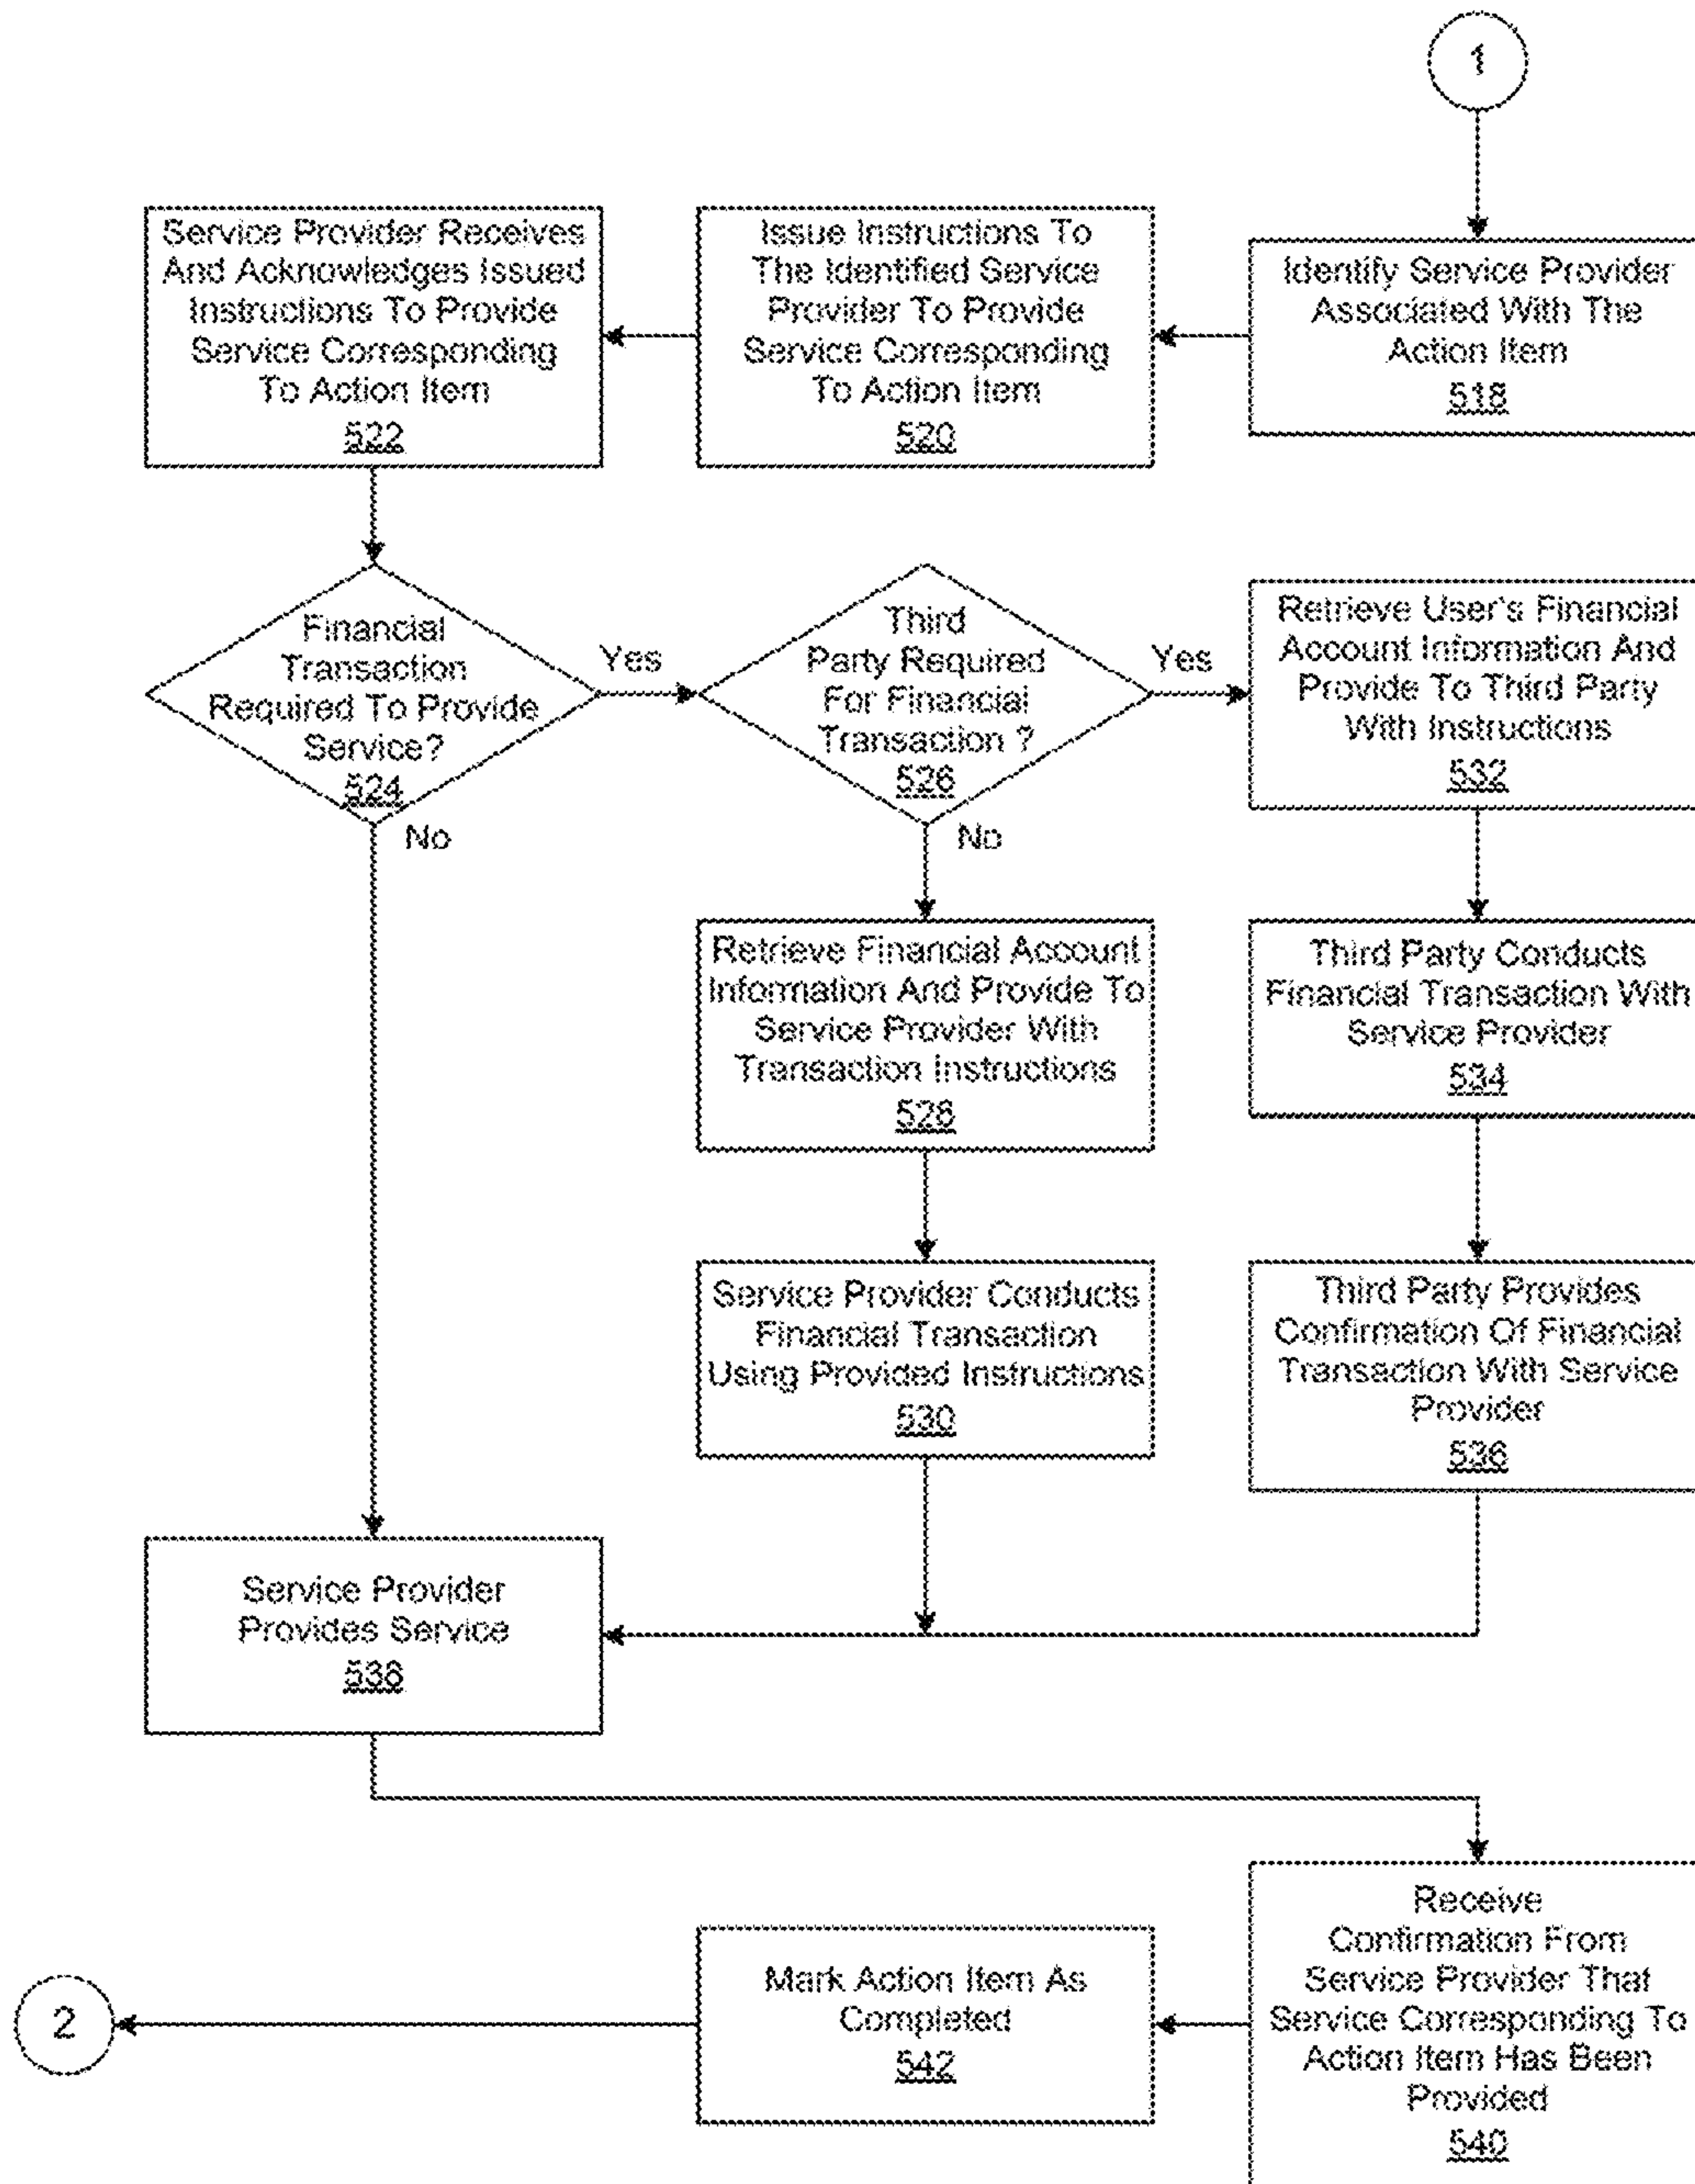 1
Identify Service Provider
Associated With The
Action Item
518
Issue Instructions To
The Identified Service
Provider To Provide
Service Corresponding
To Action Item
520
Service Provider Receives
And Acknowledges Issued
Instructions To Provide
Service Corresponding
To Action Item
522
Financial
Transaction
Required To Provide
Service?
524
Yes
No
Third
Party Required
For Financial
Transaction ?
526
Yes
No
Retrieve User's Financial
Account Information And
Provide To Third Party
With Instructions
532
Retrieve Financial Account
Information And Provide To
Service Provider With
Transaction Instructions
528
Third Party Conducts
Financial Transaction With
Service Provider
534
Service Provider Conducts
Financial Transaction
Using Provided Instructions
530
Third Party Provides
Confirmation Of Financial
Transaction With Service
Provider
536
Service Provider
Provides Service
538
Receive
Confirmation From
Service Provider That
Service Corresponding To
Action Item Has Been
Provided
540
Mark Action Item As
Completed
542
2